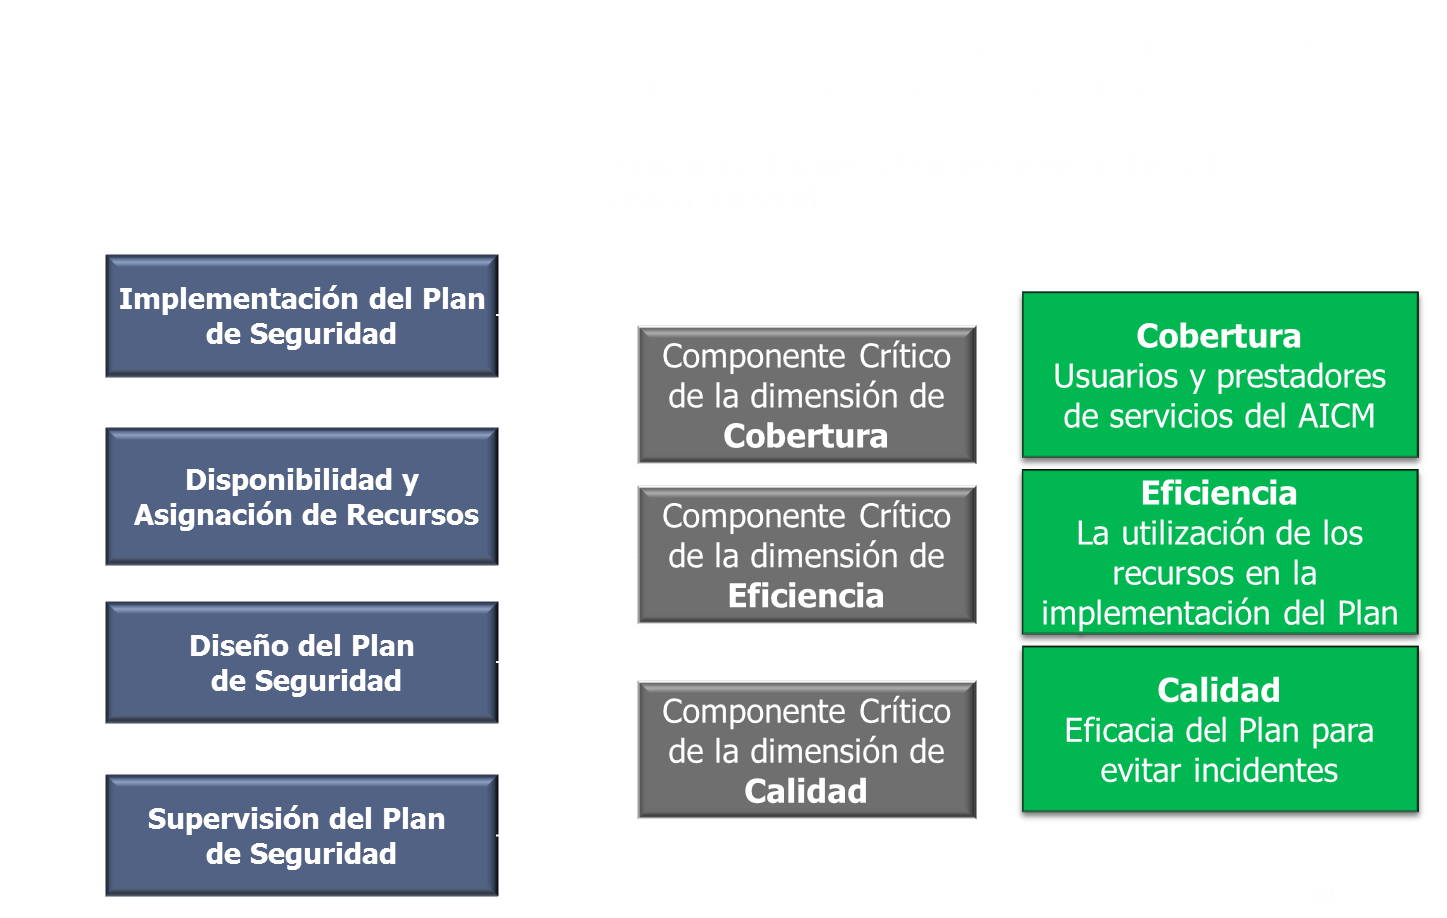 Implementación del Plan
de Seguridad
Disponibilidad y
Asignación de Recursos
Diseño del Plan
de Seguridad
Supervisión del Plan
de Seguridad
Componente Crítico
de la dimensión de
Cobertura
Componente Crítico
de la dimensión de
Eficiencia
Componente Crítico
de la dimensión de
Calidad
Cobertura
Usuarios y prestadores
de servicios del AICM
Eficiencia
La utilización de los
recursos en la
implementación del Plan
Calidad
Eficacia del Plan para
evitar incidentes